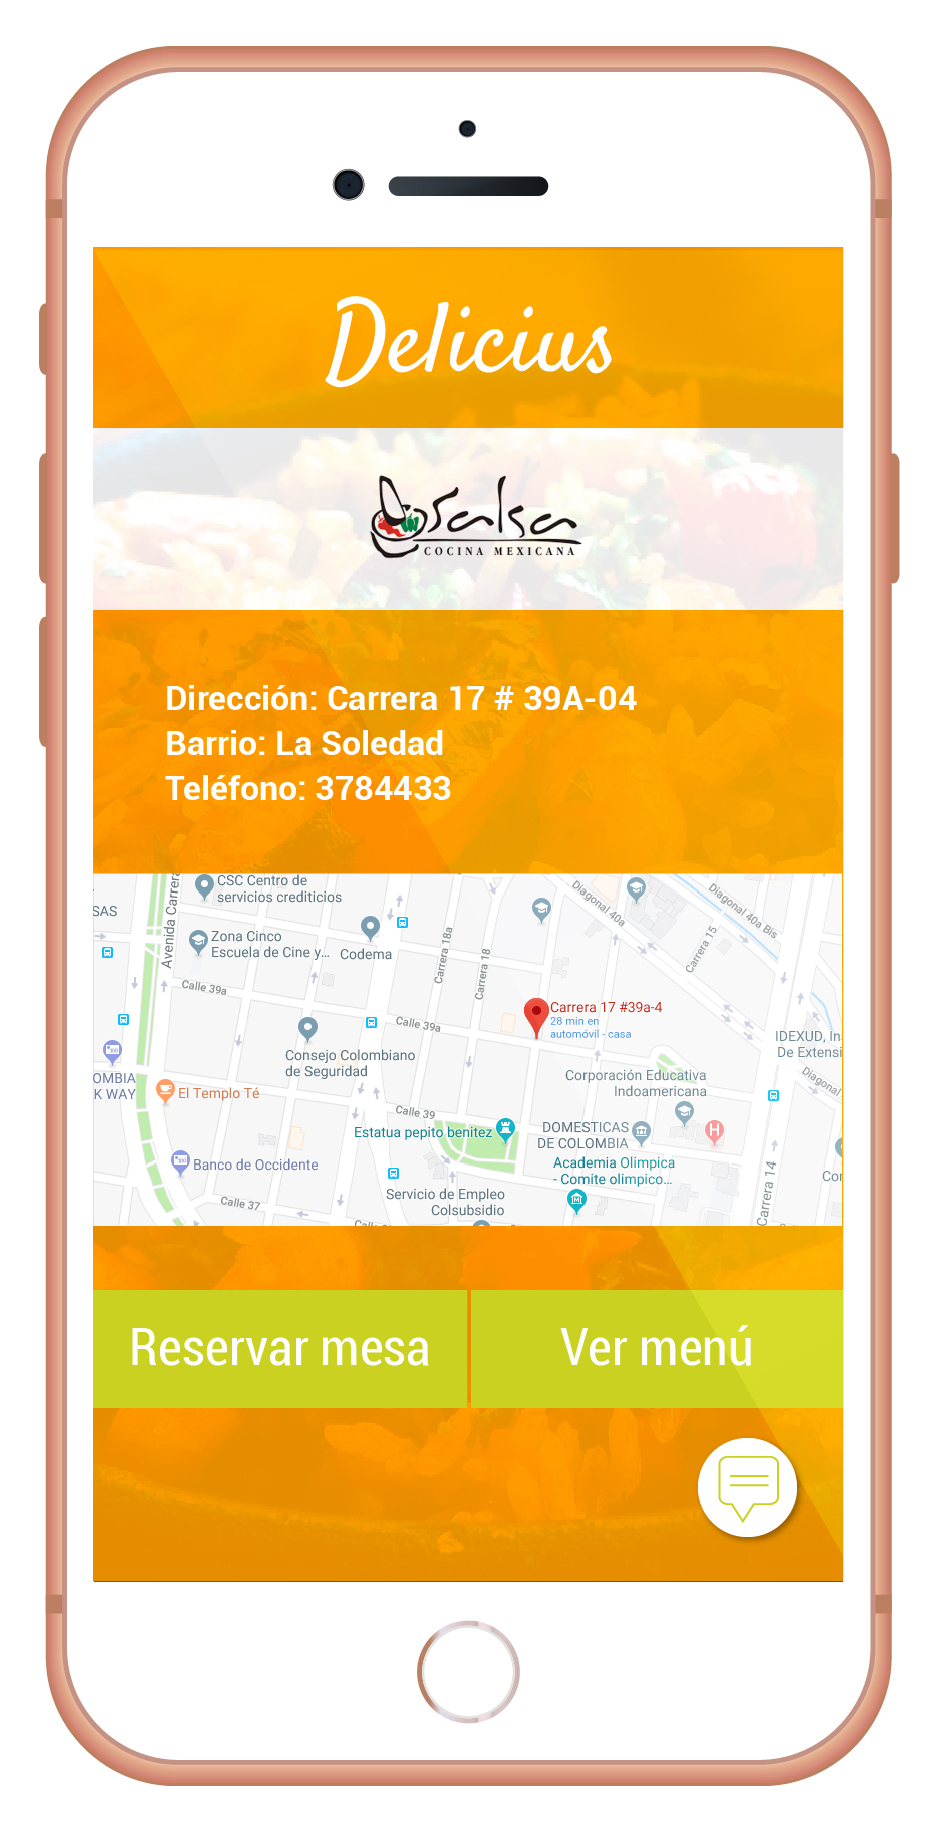 Delicius
Salsa
COCINA MEXICANA
Dirección: Carrera 17 # 39A-04
Barrio: La Soledad
Teléfono: 3784433
CSC Centro de
servicios crediticios
SAS
Avenida Carrera
Zona Cinco
Escuela de Cine y...
Codema
Carrera 18a
Carrera 18
Diagonal 40a
Diagonal 40a Bis
Carrera 15
Calle 39a
Calle 39a
Carrera 17 #39a-4
28 min en
automóvil - casa
IDEXUD, In
De Extensi
Consejo Colombiano
de Seguridad
OMBIA
K WAY
El Templo Té
Corporación Educativa
Indoamericana
Diagonal
Calle 39
Estatua pepito benitez
DOMESTICAS
DE COLOMBIA
H
Banco de Occidente
Academia Olimpica
- Comite olimpico...
Carrera 14
Cor
Servicio de Empleo
Colsubsidio
Calle 37
Reservar mesa
Ver menú